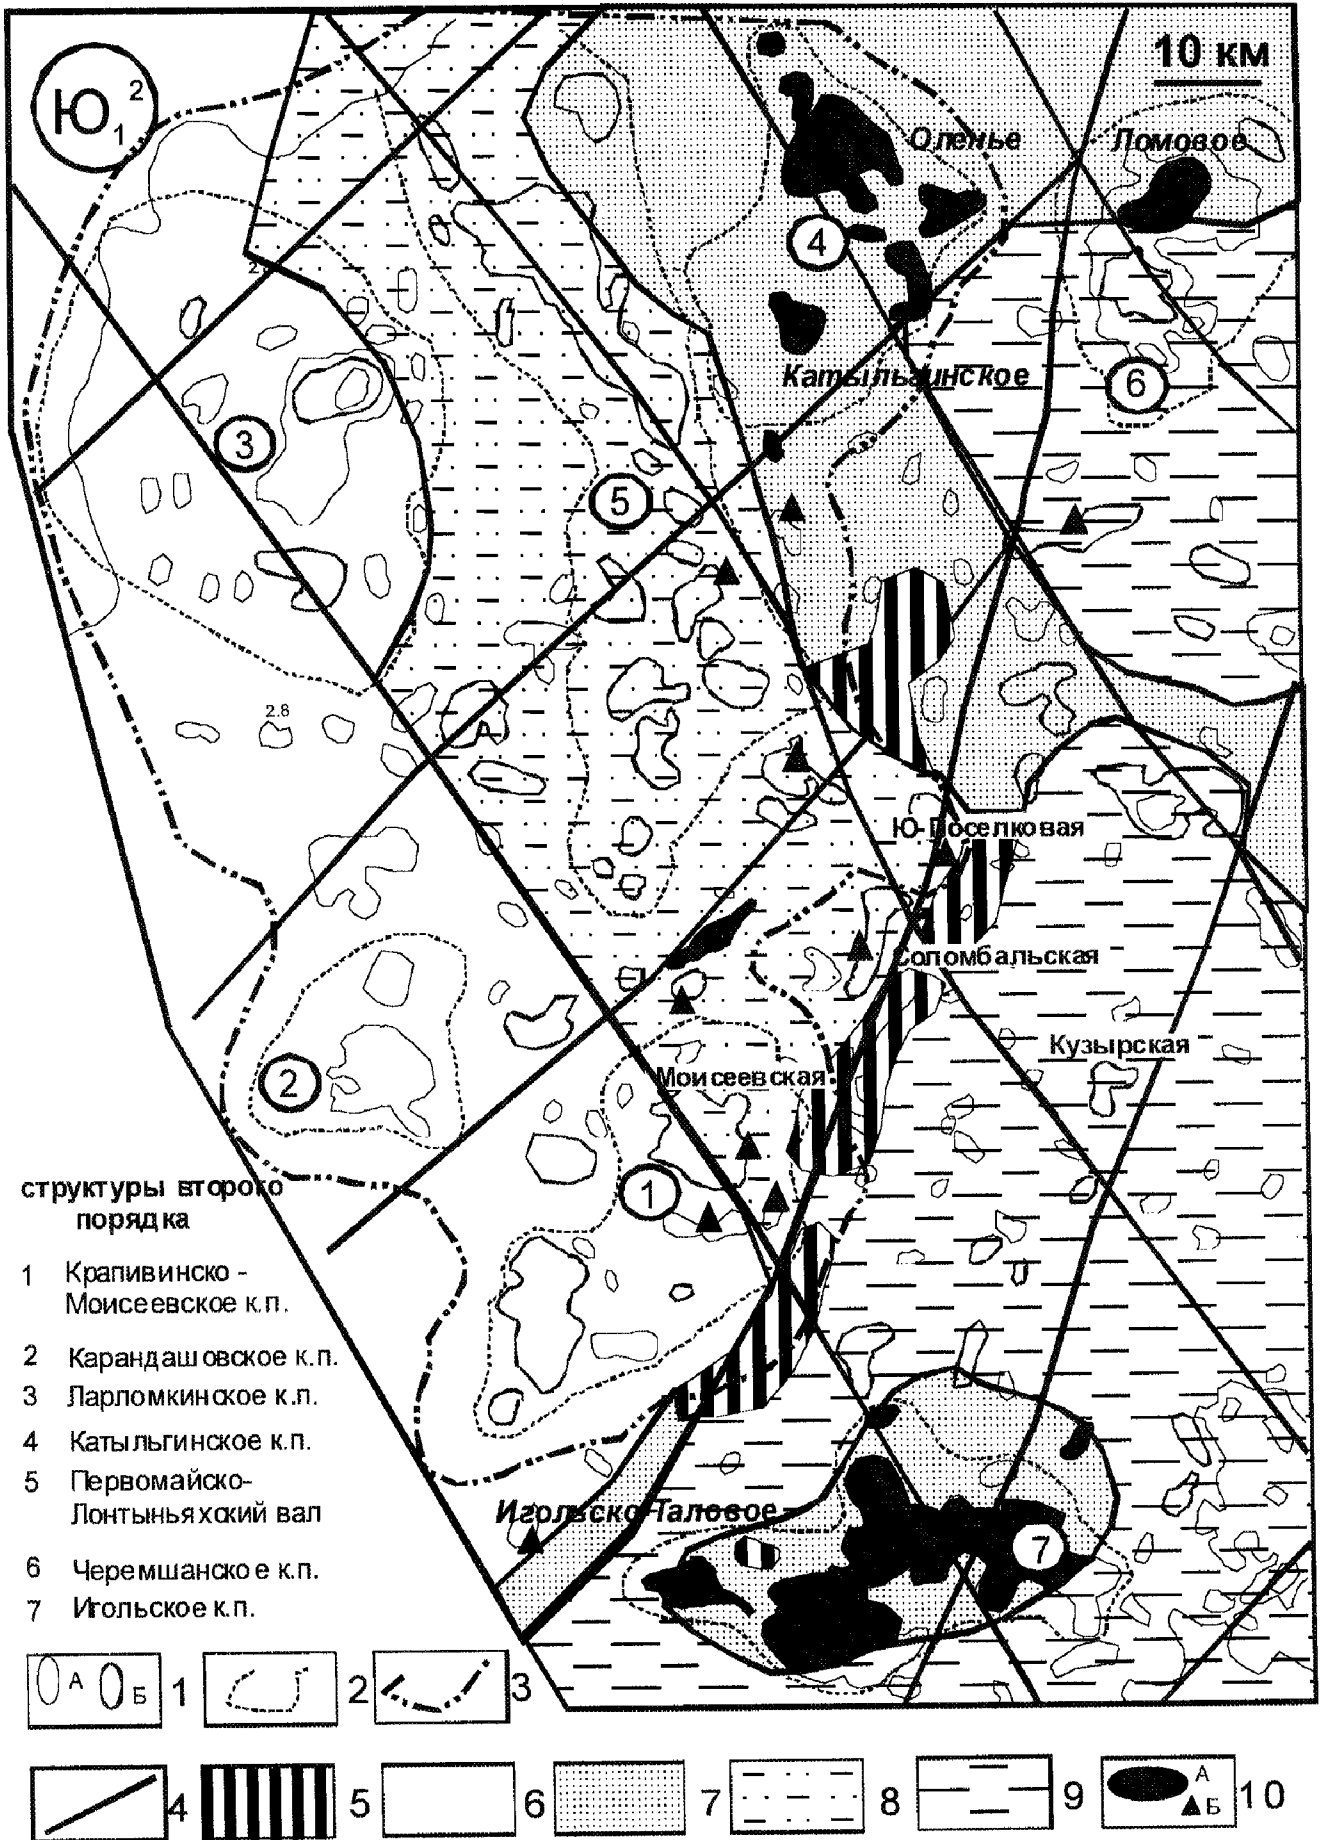 Ю₁²
10 км
Оленье
Ломовое
4
Катыльгинское
6
3
5
2.8
Ю-Поселковая
Соломбальская
Кузырская
2
Моисеевская
1
структуры второго
порядка
1 Крапивинско -
Моисеевское к.п.
2 Карандашовское к.п.
3 Ларломкинское к.п.
4 Катыльгинское к.п.
5 Первомайско-
Лонтыньяхский вал
6 Черемшанское к.п.
7 Игольское к.п.
Игольско-Таловое
7
А Б 1
2
3
4
5
6
7
8
9
А
Б 10